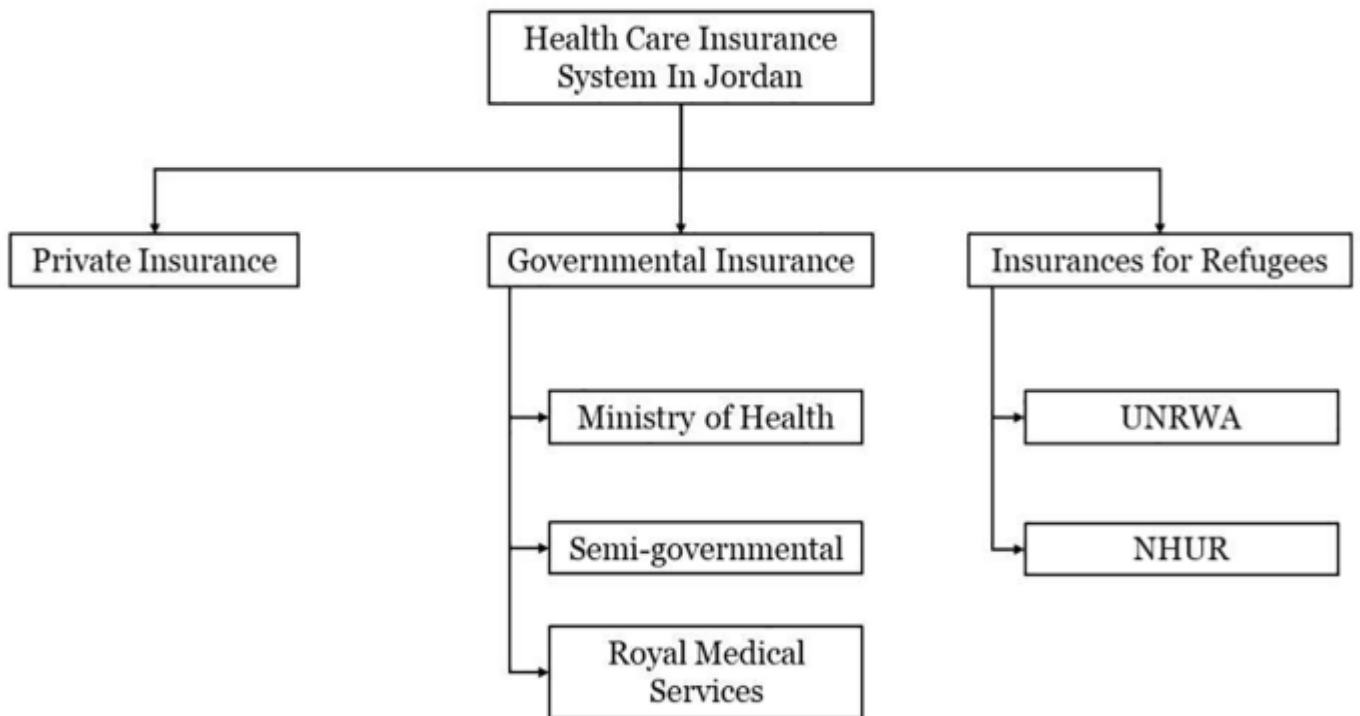 Health Care Insurance
System In Jordan
Private Insurance
Governmental Insurance
Insurances for Refugees
Ministry of Health
UNRWA
Semi-governmental
NHUR
Royal Medical
Services